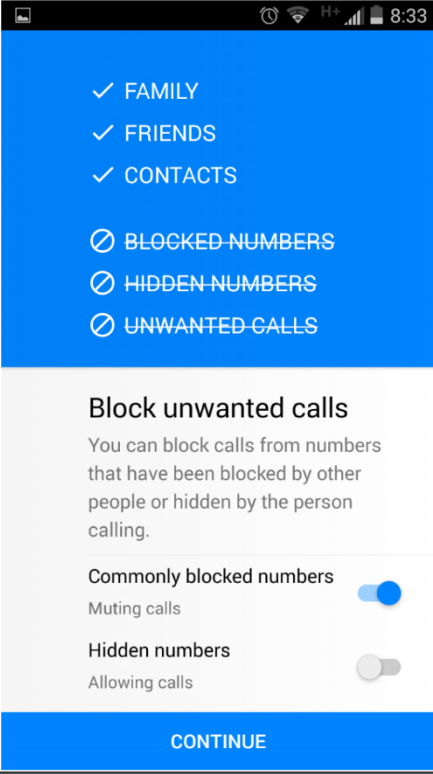 H+ 8:33
FAMILY
FRIENDS
CONTACTS
BLOCKED NUMBERS
HIDDEN NUMBERS
UNWANTED CALLS
Block unwanted calls
You can block calls from numbers
that have been blocked by other
people or hidden by the person
calling.
Commonly blocked numbers
Muting calls
Hidden numbers
Allowing calls
CONTINUE